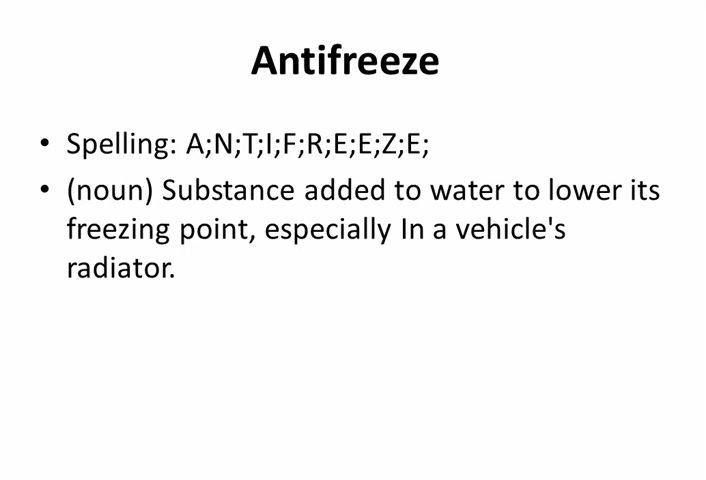 Antifreeze
• Spelling: A;N;T;I;F;R;E;E;Z;E;
• (noun) Substance added to water to lower its
freezing point, especially In a vehicle's
radiator.